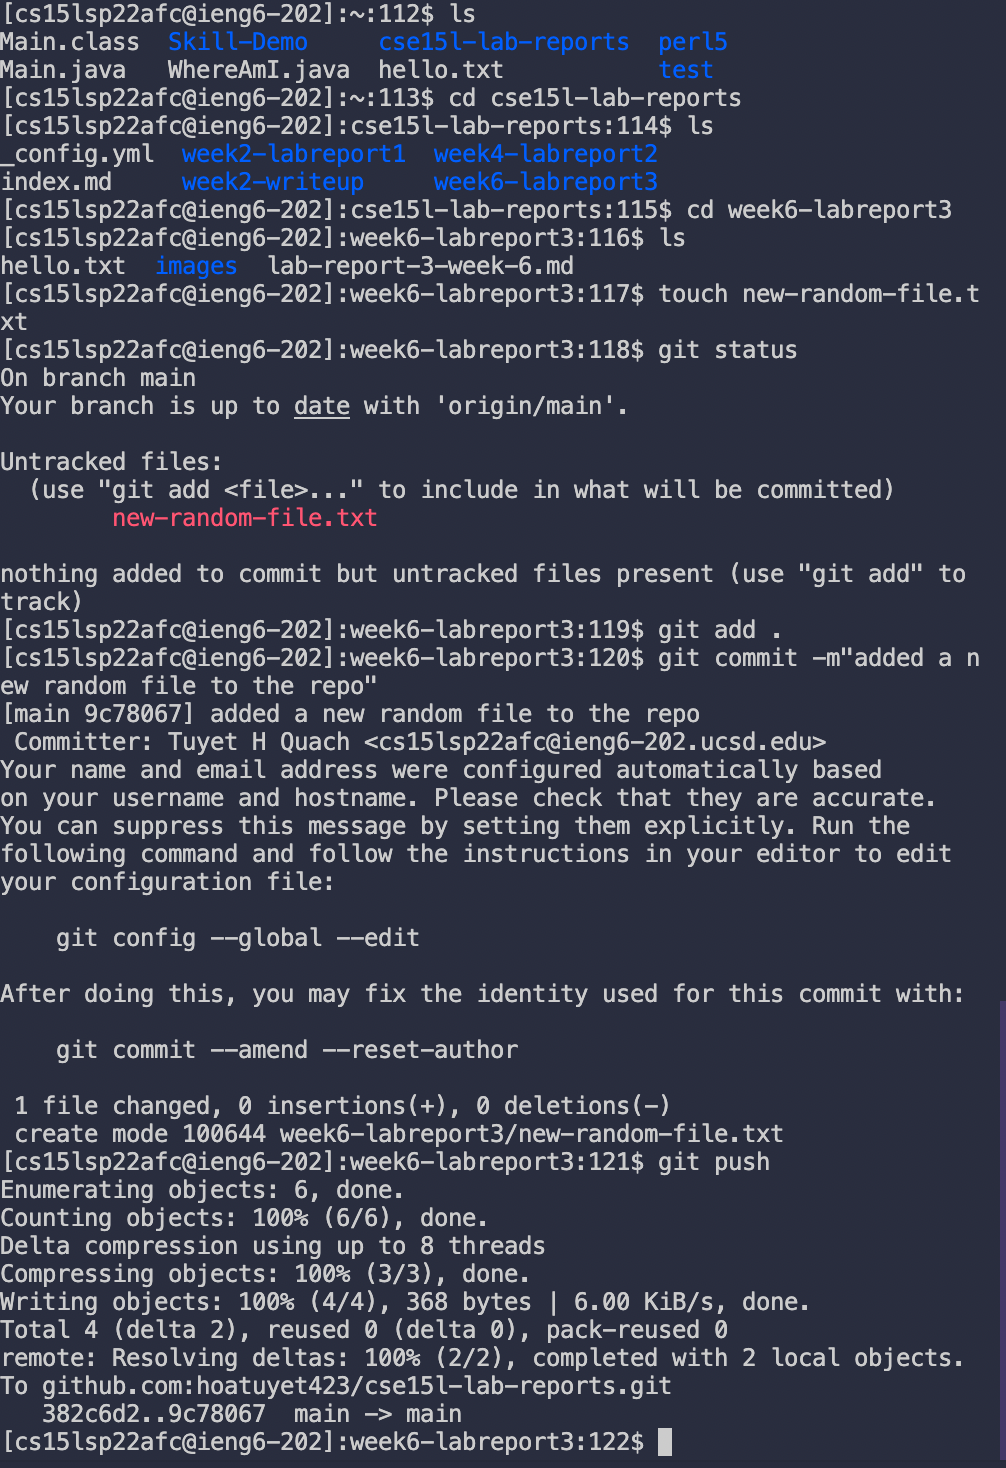 [cs15lsp22afc@ieng6-202]:~:112$ ls
Main.class  Skill-Demo     cse15l-lab-reports  perl5
Main.java   WhereAmI.java  hello.txt           test
[cs15lsp22afc@ieng6-202]:~:113$ cd cse15l-lab-reports
[cs15lsp22afc@ieng6-202]:cse15l-lab-reports:114$ ls
_config.yml  week2-labreport1  week4-labreport2
index.md     week2-writeup     week6-labreport3
[cs15lsp22afc@ieng6-202]:cse15l-lab-reports:115$ cd week6-labreport3
[cs15lsp22afc@ieng6-202]:week6-labreport3:116$ ls
hello.txt  images  lab-report-3-week-6.md
[cs15lsp22afc@ieng6-202]:week6-labreport3:117$ touch new-random-file.t
xt
[cs15lsp22afc@ieng6-202]:week6-labreport3:118$ git status
On branch main
Your branch is up to date with 'origin/main'.

Untracked files:
  (use "git add <file>..." to include in what will be committed)
        new-random-file.txt

nothing added to commit but untracked files present (use "git add" to
track)
[cs15lsp22afc@ieng6-202]:week6-labreport3:119$ git add .
[cs15lsp22afc@ieng6-202]:week6-labreport3:120$ git commit -m"added a n
ew random file to the repo"
[main 9c78067] added a new random file to the repo
 Committer: Tuyet H Quach <cs15lsp22afc@ieng6-202.ucsd.edu>
Your name and email address were configured automatically based
on your username and hostname. Please check that they are accurate.
You can suppress this message by setting them explicitly. Run the
following command and follow the instructions in your editor to edit
your configuration file:

    git config --global --edit

After doing this, you may fix the identity used for this commit with:

    git commit --amend --reset-author

 1 file changed, 0 insertions(+), 0 deletions(-)
 create mode 100644 week6-labreport3/new-random-file.txt
[cs15lsp22afc@ieng6-202]:week6-labreport3:121$ git push
Enumerating objects: 6, done.
Counting objects: 100% (6/6), done.
Delta compression using up to 8 threads
Compressing objects: 100% (3/3), done.
Writing objects: 100% (4/4), 368 bytes | 6.00 KiB/s, done.
Total 4 (delta 2), reused 0 (delta 0), pack-reused 0
remote: Resolving deltas: 100% (2/2), completed with 2 local objects.
To github.com:hoatuyet423/cse15l-lab-reports.git
   382c6d2..9c78067  main -> main
[cs15lsp22afc@ieng6-202]:week6-labreport3:122$